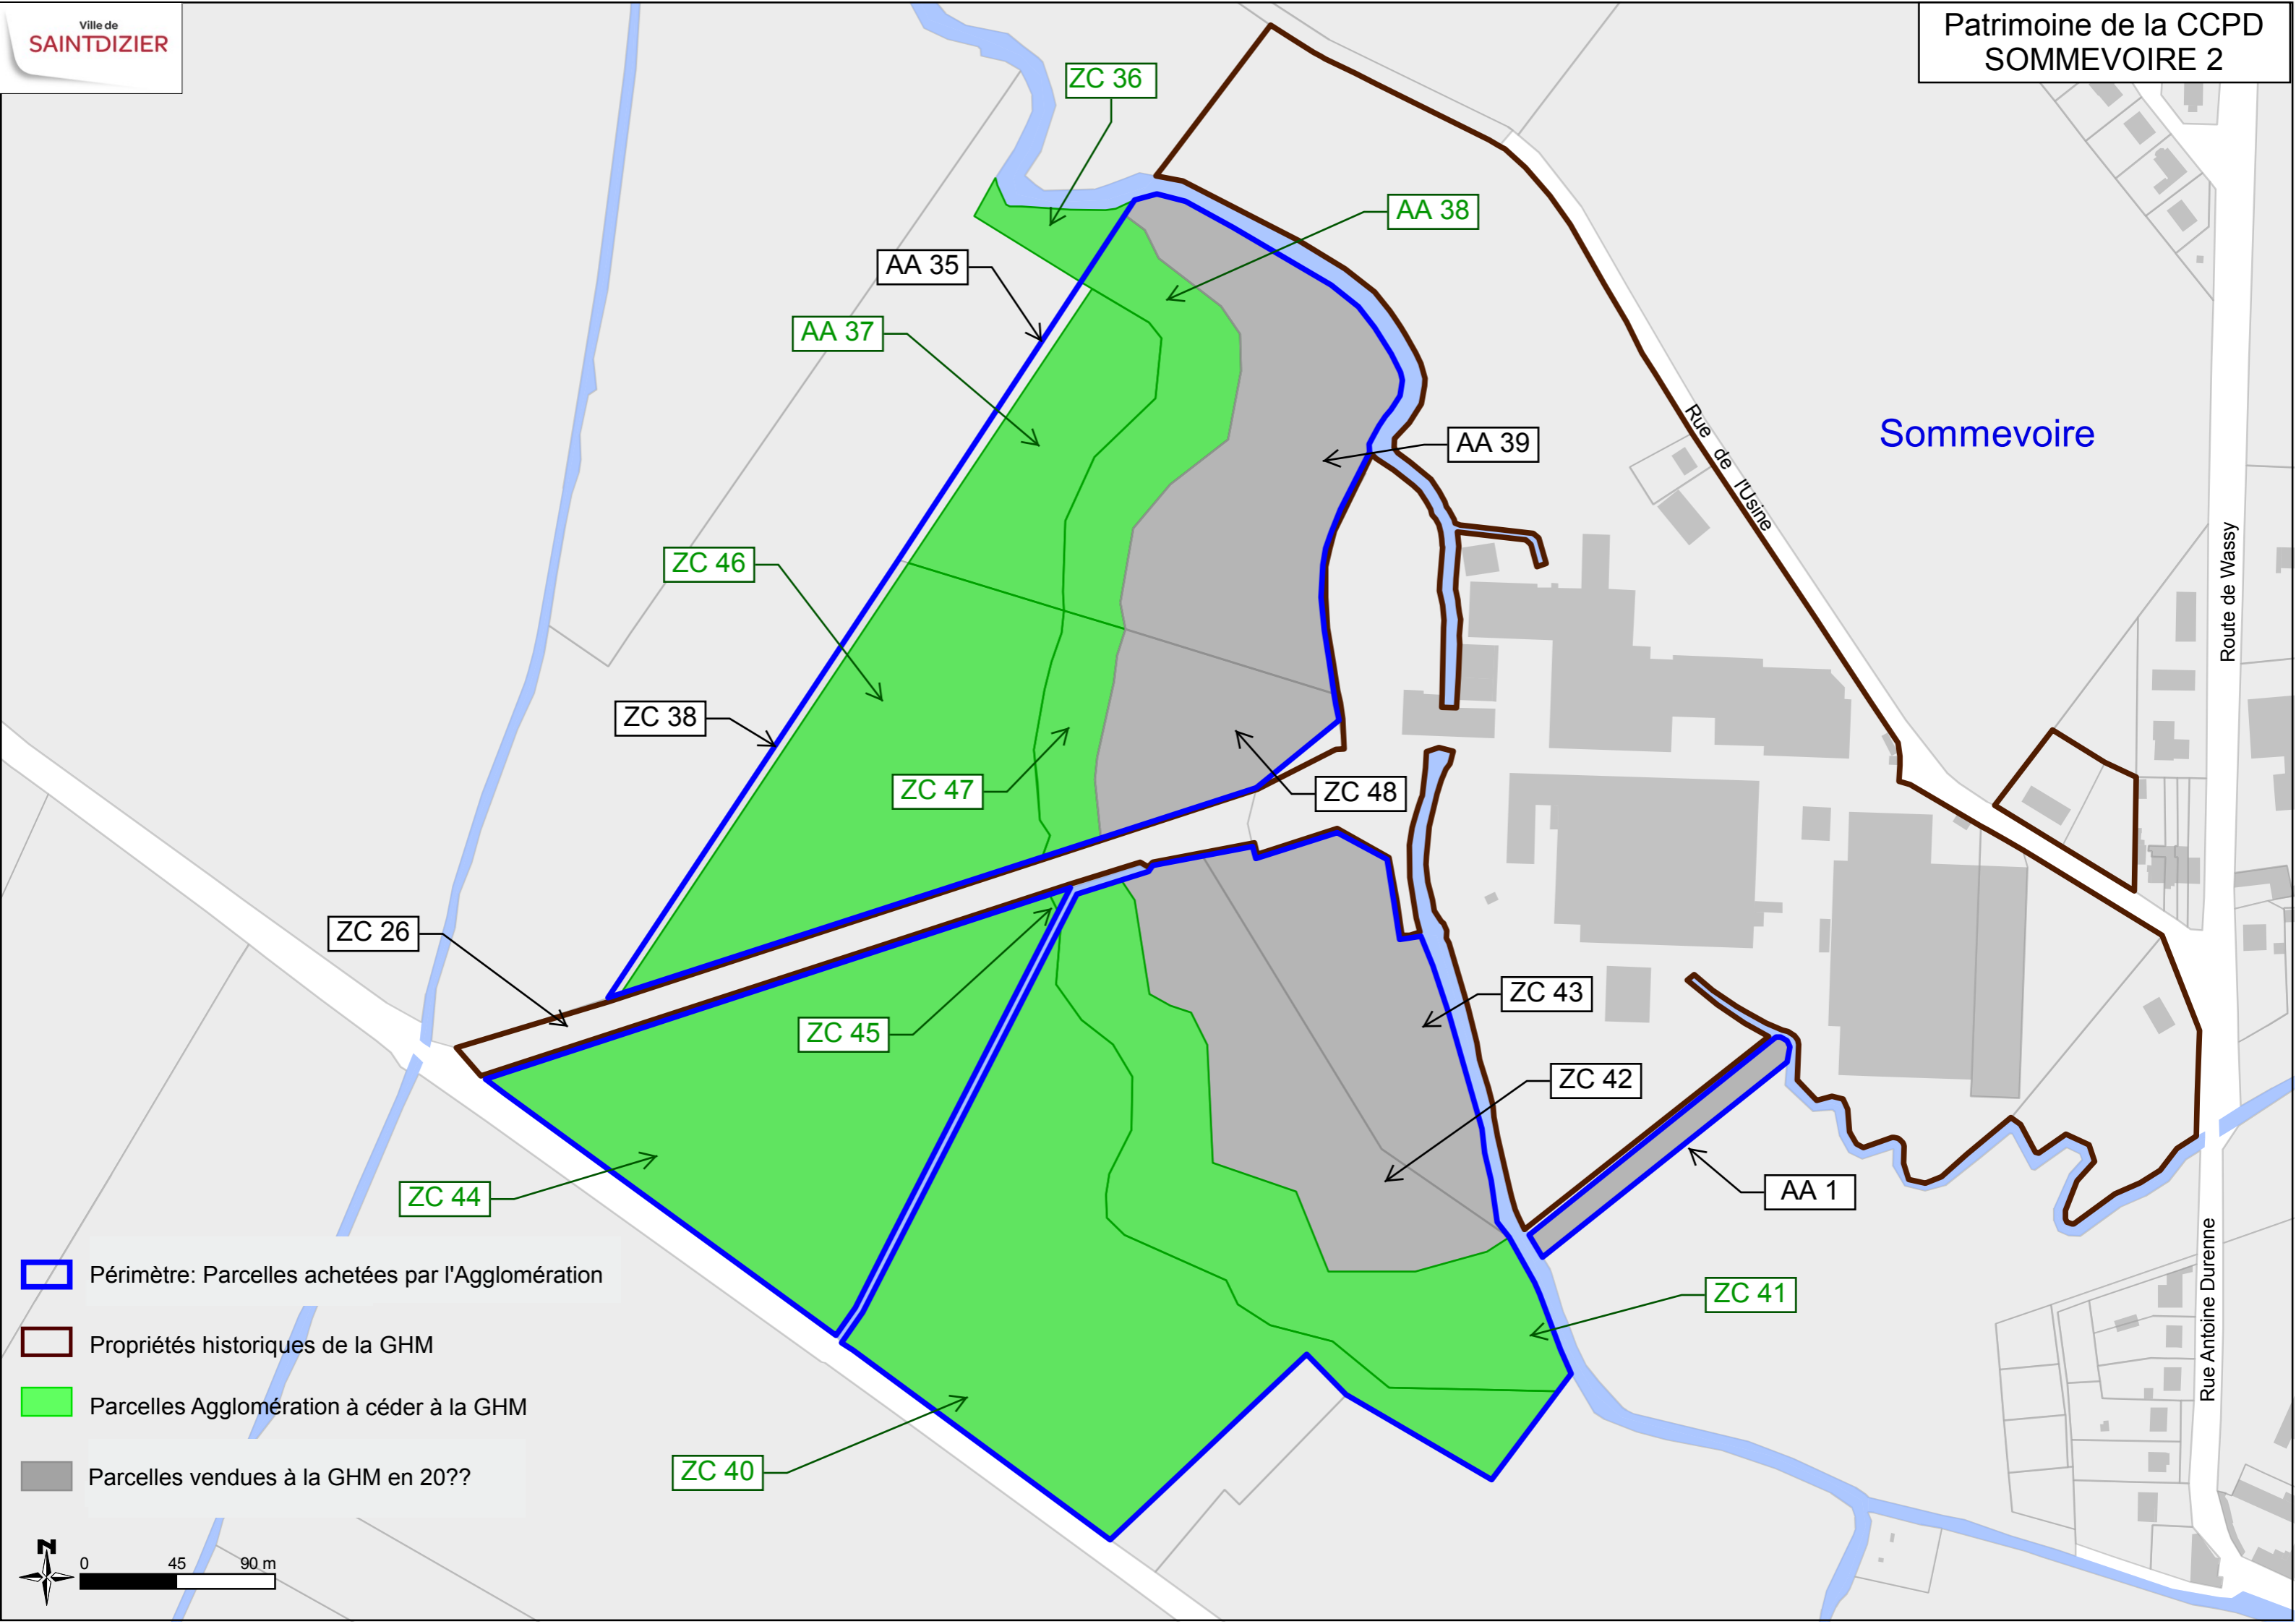 Ville de
SAINTDIZIER
Patrimoine de la CCPD
SOMMEVOIRE 2
ZC 36
AA 38
AA 35
AA 37
AA 39
Sommevoire
Rue de l'Usine
Route de Wassy
ZC 46
ZC 38
ZC 47
ZC 48
ZC 26
ZC 45
ZC 43
ZC 42
ZC 44
AA 1
ZC 41
ZC 40
Rue Antoine Durenne
Périmètre: Parcelles achetées par l'Agglomération
Propriétés historiques de la GHM
Parcelles Agglomération à céder à la GHM
Parcelles vendues à la GHM en 20??
N
0 45 90 m